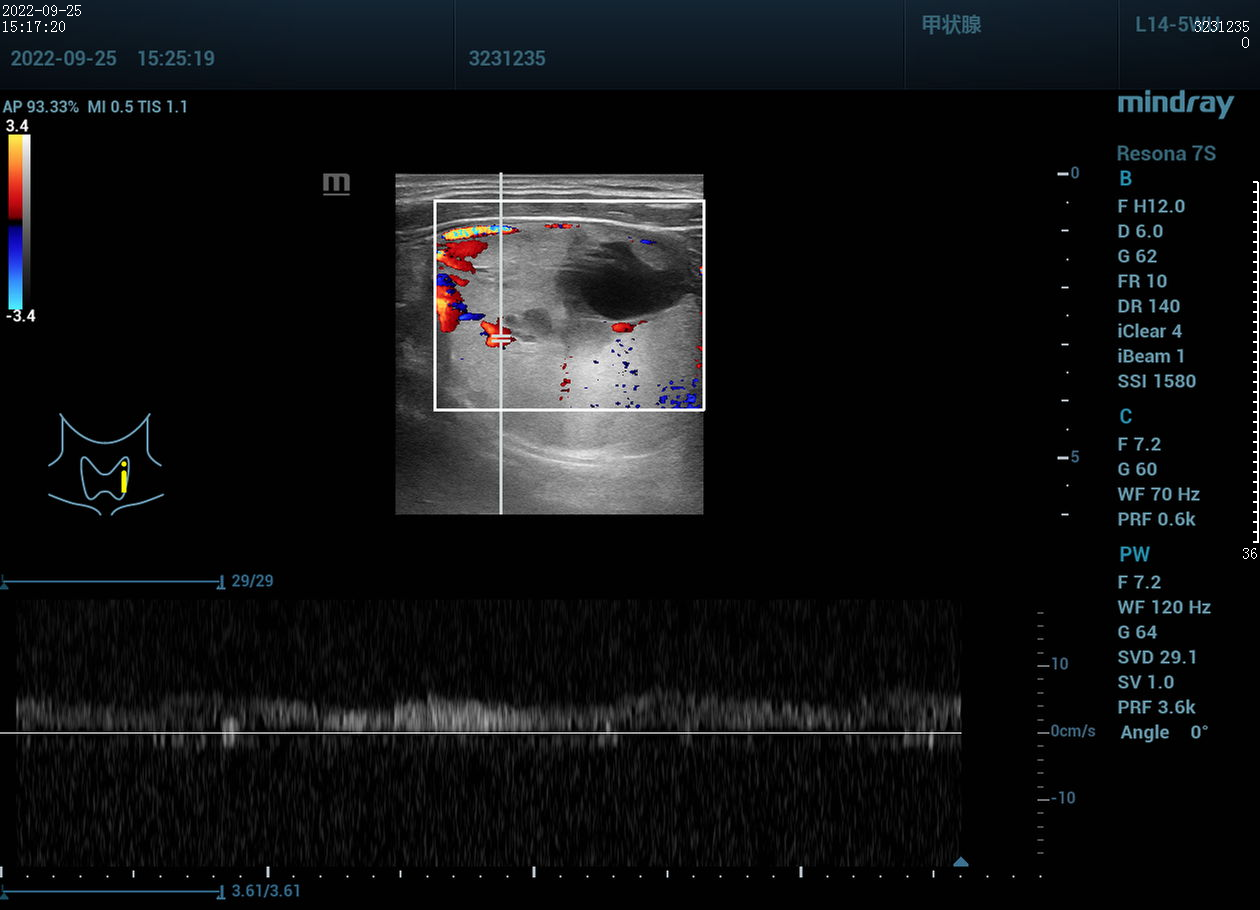 2022-09-25
15:17:20
甲状腺
L14-5WU
3231235
0
2022-09-25 15:25:19
3231235
AP 93.33% MI 0.5 TIS 1.1
3.4
-3.4
m
mindray
Resona 7S
B
F H12.0
D 6.0
G 62
FR 10
DR 140
iClear 4
iBeam 1
SSI 1580
C
F 7.2
G 60
WF 70 Hz
PRF 0.6k
PW
F 7.2
WF 120 Hz
G 64
SVD 29.1
SV 1.0
PRF 3.6k
Angle 0°
0
5
36
29/29
10
0cm/s
-10
3.61/3.61